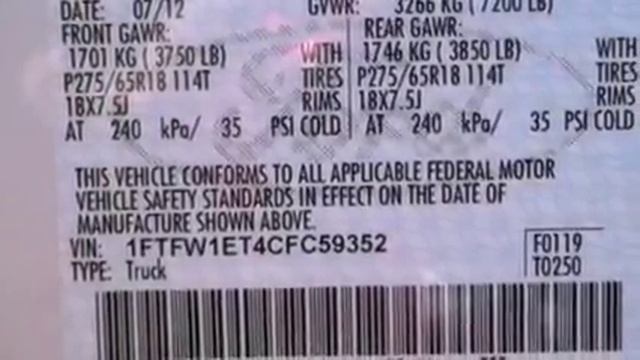 DATE: 07/12 GVWR: 3266 KG ( 7200 LB)
FRONT GAWR: REAR GAWR:
1701 KG ( 3750 LB) WITH 1746 KG ( 3850 LB) WITH
P275/65R18 114T TIRES P275/65R18 114T TIRES
18X7.5J RIMS 18X7.5J RIMS
AT 240 kPa/ 35 PSI COLD AT 240 kPa/ 35 PSI COLD
THIS VEHICLE CONFORMS TO ALL APPLICABLE FEDERAL MOTOR
VEHICLE SAFETY STANDARDS IN EFFECT ON THE DATE OF
MANUFACTURE SHOWN ABOVE.
VIN: 1FTFW1ET4CFC59352 F0119
TYPE: Truck T0250